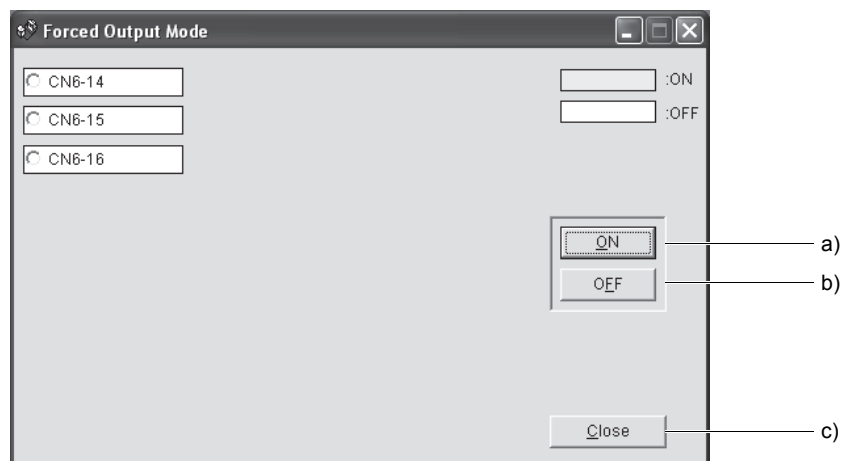 Forced Output Mode
CN6-14
CN6-15
CN6-16
:ON
:OFF
ON
OFF
Close
a)
b)
c)